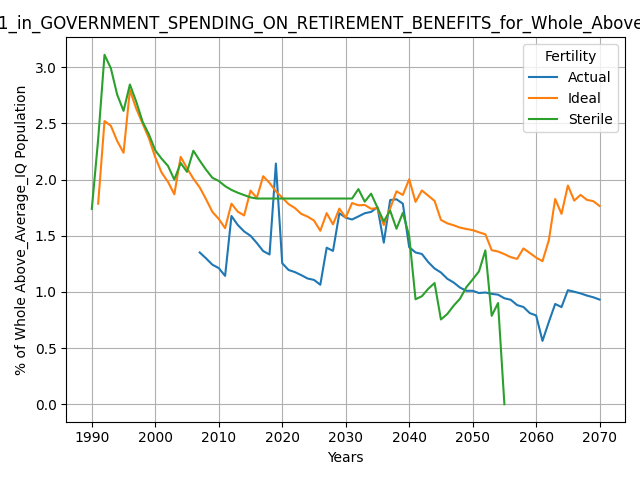 1_in_GOVERNMENT_SPENDING_ON_RETIREMENT_BENEFITS_for_Whole_Above
Fertility
Actual
Ideal
Sterile
% of Whole Above_Average_IQ Population
3.0
2.5
2.0
1.5
1.0
0.5
0.0
1990 2000 2010 2020 2030 2040 2050 2060 2070
Years